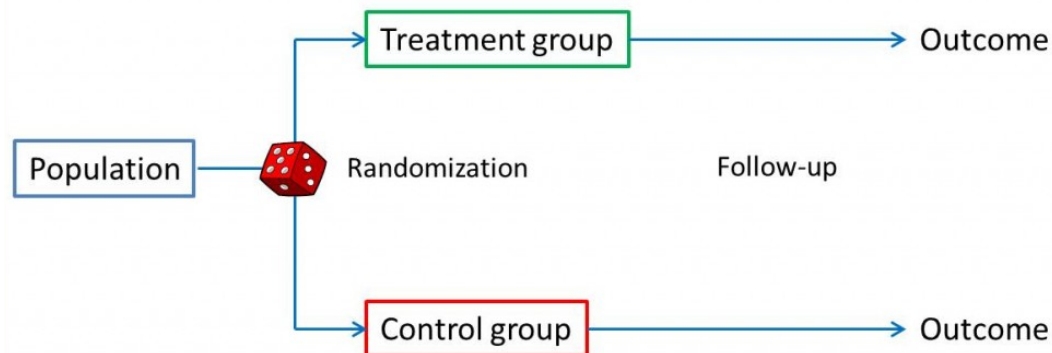 Treatment group
Outcome
Population
Randomization
Follow-up
Control group
Outcome